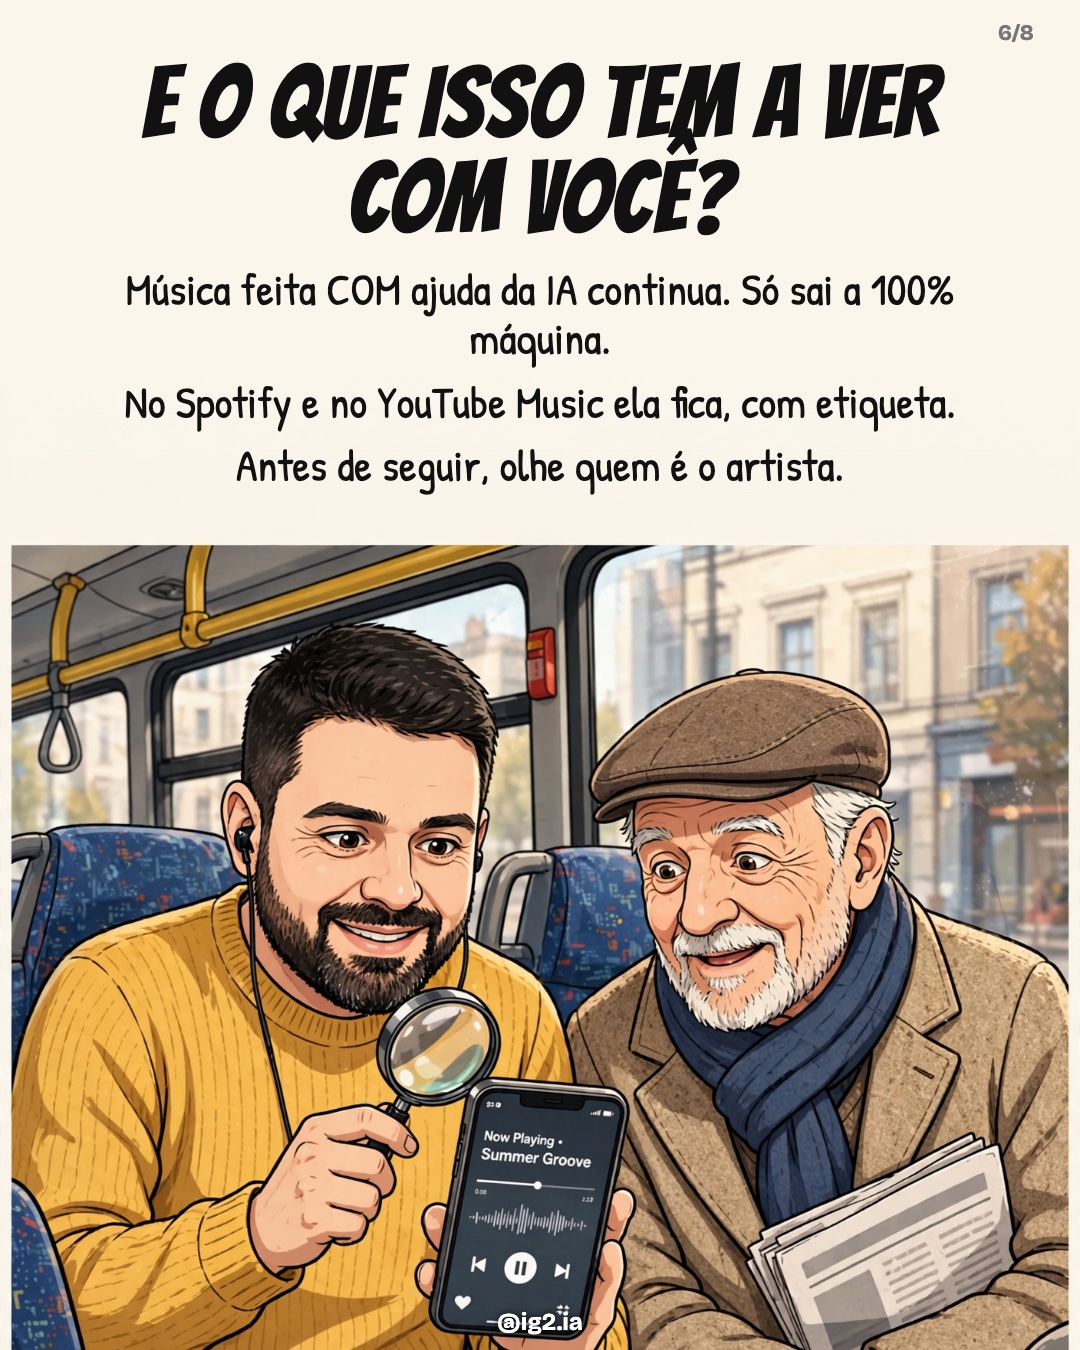 6/8
E O QUE ISSO TEM A VER
COM VOCÊ?
Música feita COM ajuda da IA continua. Só sai a 100%
máquina.
No Spotify e no YouTube Music ela fica, com etiqueta.
Antes de seguir, olhe quem é o artista.
Now Playing •
Summer Groove
0:00
@ig2.ia